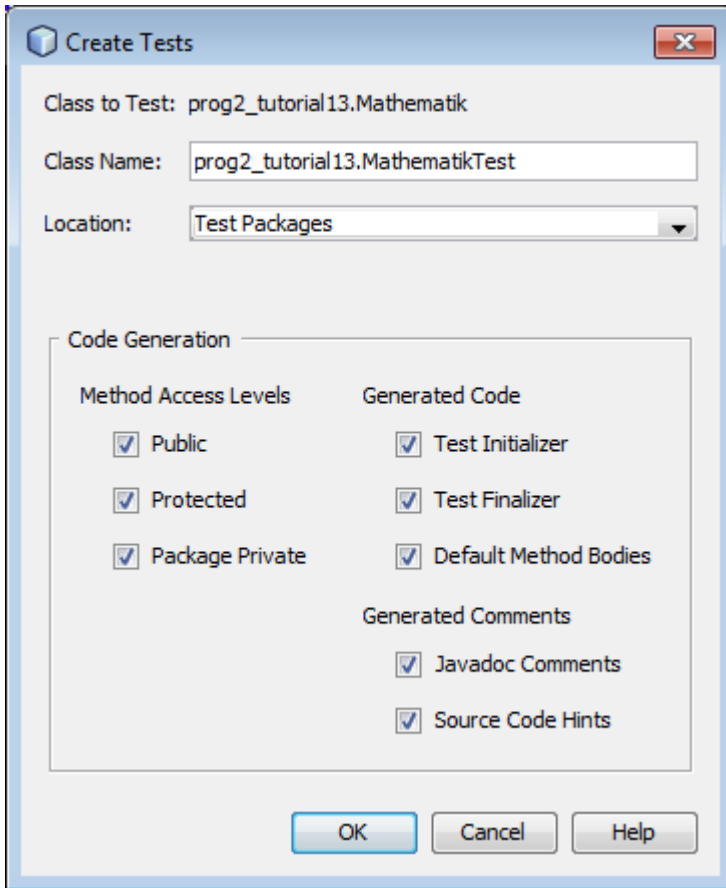 Create Tests
Class to Test: prog2_tutorial13.Mathematik
Class Name: prog2_tutorial13.MathematikTest
Location: Test Packages
Code Generation
Method Access Levels Generated Code
Public Test Initializer
Protected Test Finalizer
Package Private Default Method Bodies
Generated Comments
Javadoc Comments
Source Code Hints
OK Cancel Help